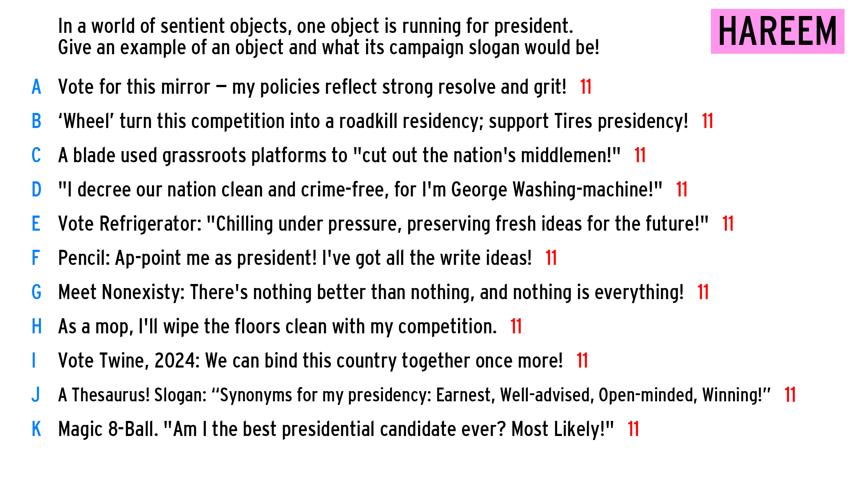 In a world of sentient objects, one object is running for president.
Give an example of an object and what its campaign slogan would be!
HAREEM
A Vote for this mirror – my policies reflect strong resolve and grit! 11
B ‘Wheel’ turn this competition into a roadkill residency; support Tires presidency! 11
C A blade used grassroots platforms to "cut out the nation's middlemen!" 11
D "I decree our nation clean and crime-free, for I'm George Washing-machine!" 11
E Vote Refrigerator: "Chilling under pressure, preserving fresh ideas for the future!" 11
F Pencil: Ap-point me as president! I've got all the write ideas! 11
G Meet Nonexisty: There's nothing better than nothing, and nothing is everything! 11
H As a mop, I'll wipe the floors clean with my competition. 11
I Vote Twine, 2024: We can bind this country together once more! 11
J A Thesaurus! Slogan: “Synonyms for my presidency: Earnest, Well-advised, Open-minded, Winning!” 11
K Magic 8-Ball. "Am I the best presidential candidate ever? Most Likely!" 11